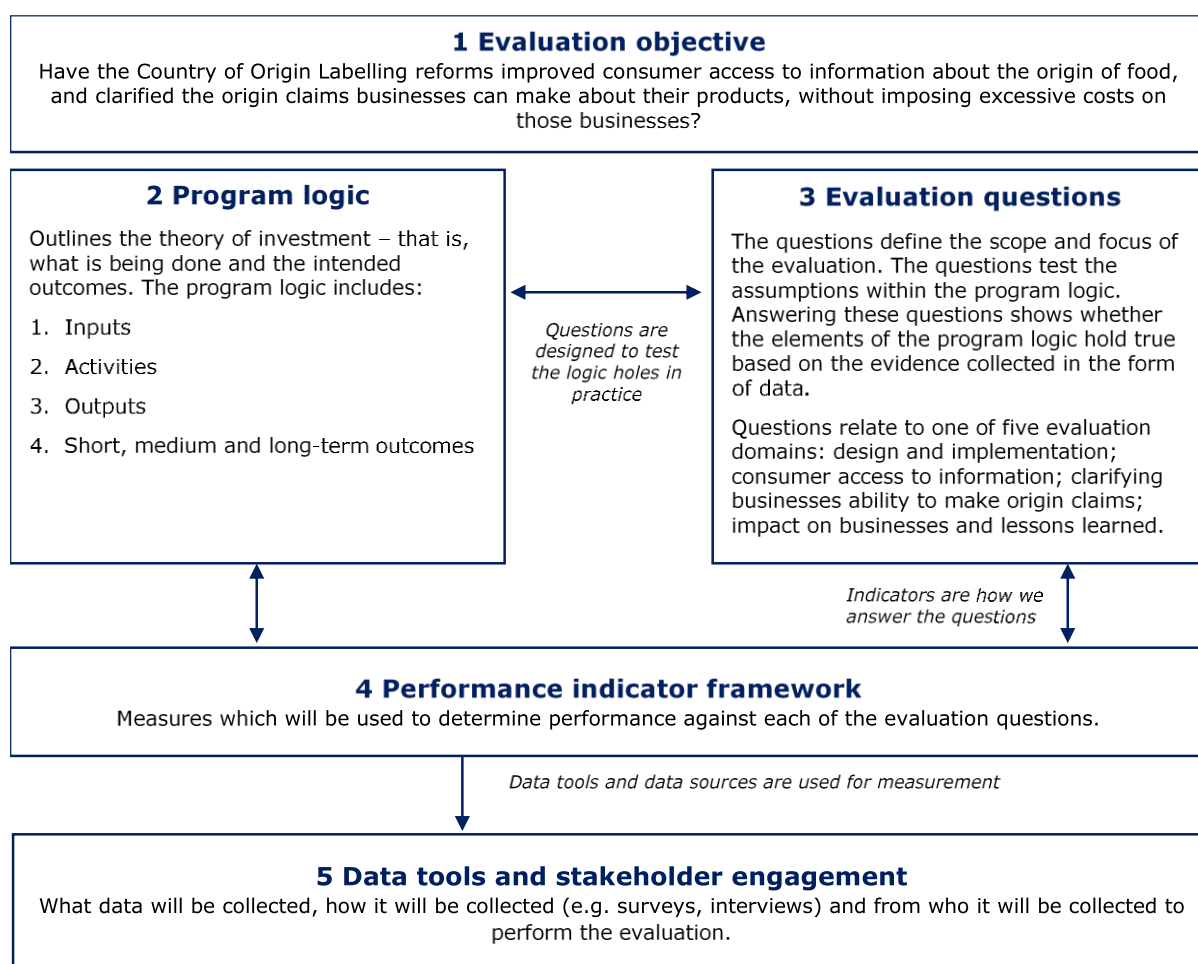 1 Evaluation objective
Have the Country of Origin Labelling reforms improved consumer access to information about the origin of food,
and clarified the origin claims businesses can make about their products, without imposing excessive costs on
those businesses?
2 Program logic
Outlines the theory of investment – that is,
what is being done and the intended
outcomes. The program logic includes:
1. Inputs
2. Activities
3. Outputs
4. Short, medium and long-term outcomes
Questions are
designed to test
the logic holes in
practice
3 Evaluation questions
The questions define the scope and focus of
the evaluation. The questions test the
assumptions within the program logic.
Answering these questions shows whether
the elements of the program logic hold true
based on the evidence collected in the form
of data.
Questions relate to one of five evaluation
domains: design and implementation;
consumer access to information; clarifying
businesses ability to make origin claims;
impact on businesses and lessons learned.
Indicators are how we
answer the questions
4 Performance indicator framework
Measures which will be used to determine performance against each of the evaluation questions.
Data tools and data sources are used for measurement
5 Data tools and stakeholder engagement
What data will be collected, how it will be collected (e.g. surveys, interviews) and from who it will be collected to
perform the evaluation.